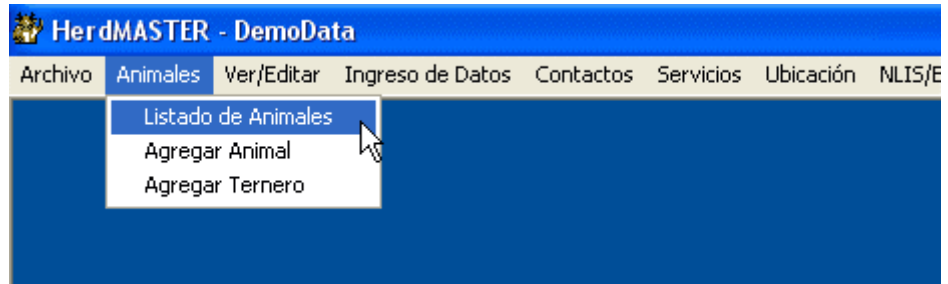 HerdMASTER - DemoData
Archivo Animales Ver/Editar Ingreso de Datos Contactos Servicios Ubicación NLIS/E
Listado de Animales
Agregar Animal
Agregar Ternero